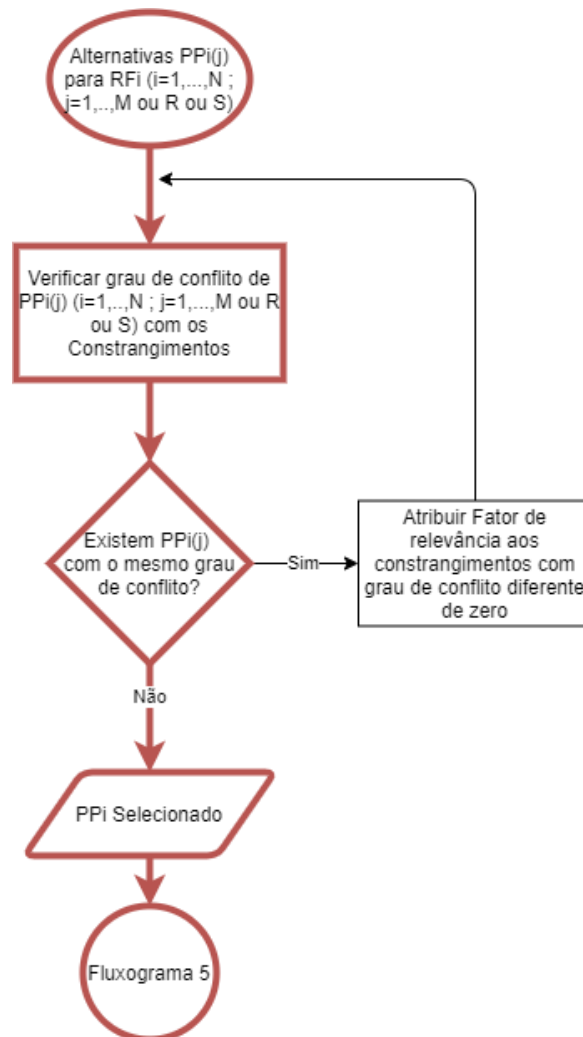 Alternativas PPi(j)
para RFi (i=1,...,N ;
j=1,..,M ou R ou S)
Verificar grau de conflito de
PPi(j) (i=1,..,N ; j=1,...,M ou R
ou S) com os
Constrangimentos
Existem PPi(j)
com o mesmo grau
de conflito?
Sim
Atribuir Fator de
relevância aos
constrangimentos com
grau de conflito diferente
de zero
Não
PPi Selecionado
Fluxograma 5